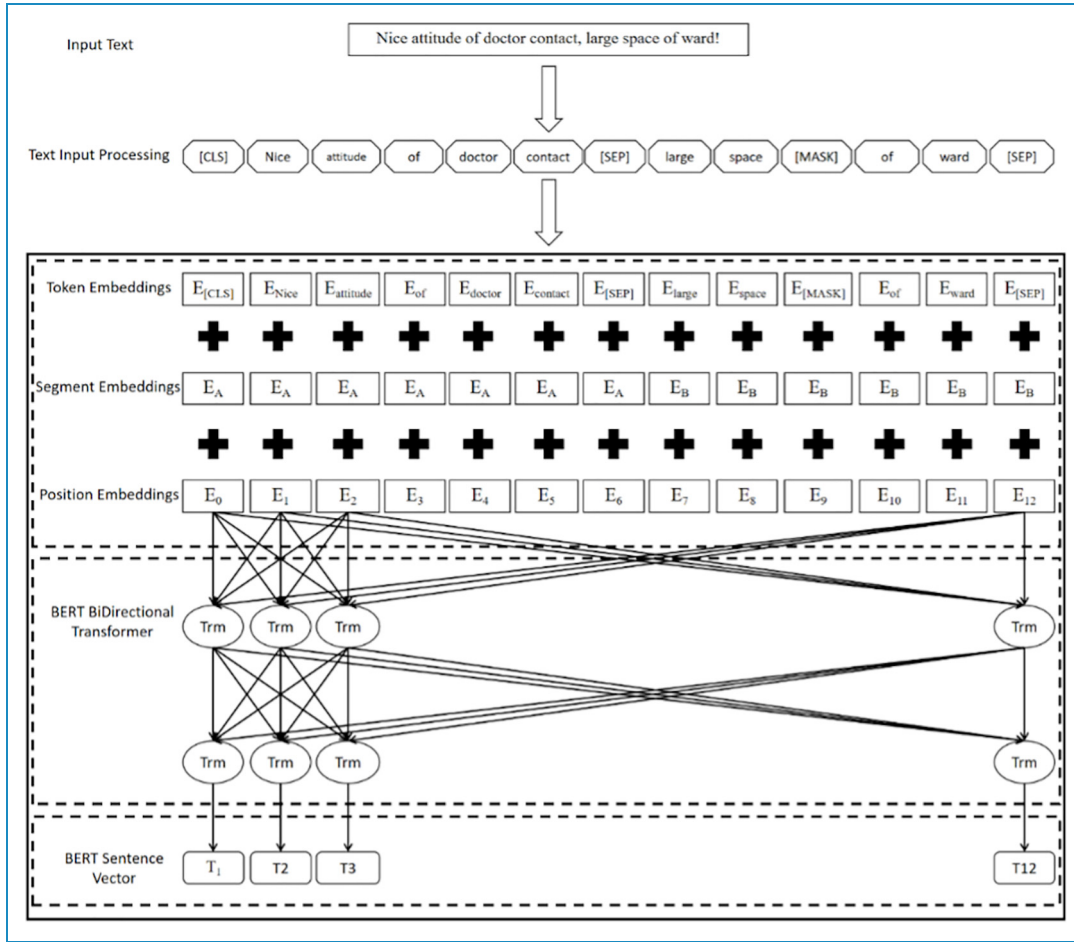 Input Text
Nice attitude of doctor contact, large space of ward!
Text Input Processing
[CLS] Nice attitude of doctor contact [SEP] large space [MASK] of ward [SEP]
Token Embeddings
E[CLS] ENice Eattitude Eof Edoctor Econtact E[SEP] Elarge Espace E[MASK] Eof Eward E[SEP]
Segment Embeddings
EA EA EA EA EA EA EA EB EB EB EB EB EB
Position Embeddings
E0 E1 E2 E3 E4 E5 E6 E7 E8 E9 E10 E11 E12
BERT BiDirectional
Transformer
Trm Trm Trm Trm
Trm Trm Trm Trm
BERT Sentence
Vector
T1 T2 T3 T12